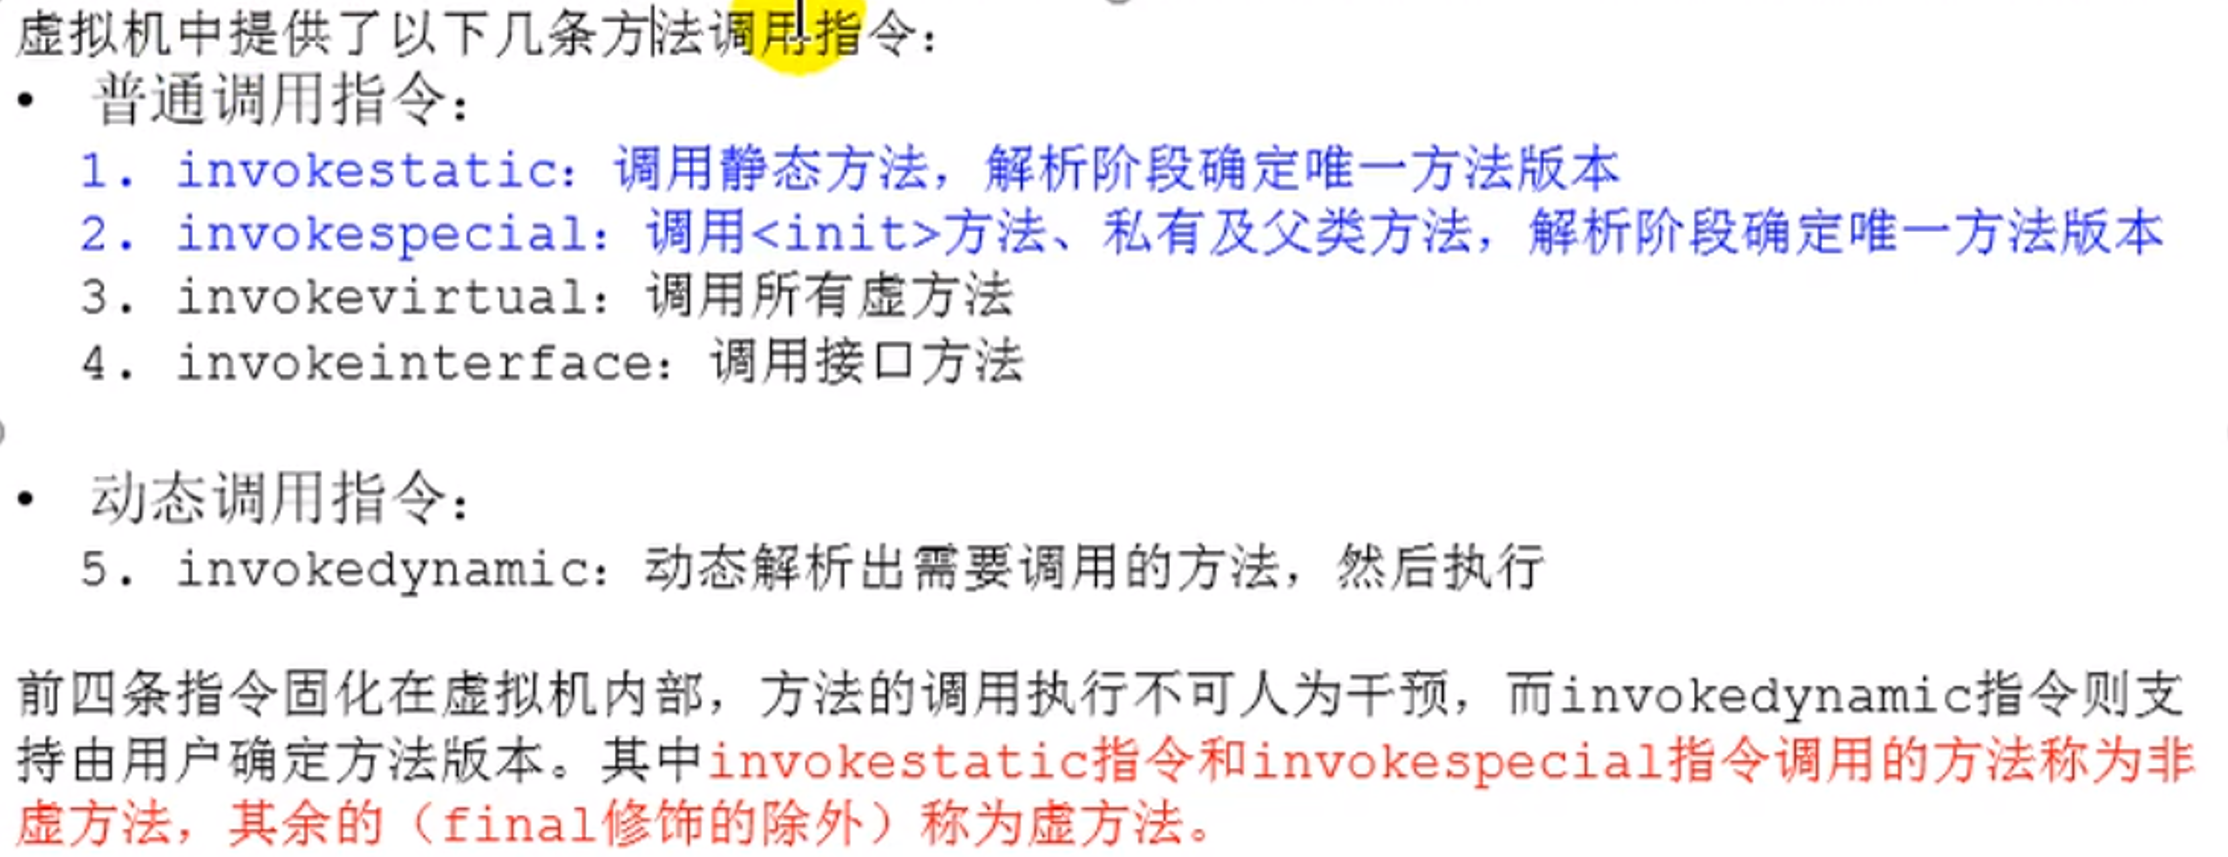 虚拟机中提供了以下几条方法调用指令：
• 普通调用指令：
1. invokestatic：调用静态方法，解析阶段确定唯一方法版本
2. invokespecial：调用<init>方法、私有及父类方法，解析阶段确定唯一方法版本
3. invokevirtual：调用所有虚方法
4. invokeinterface：调用接口方法
• 动态调用指令：
5. invokedynamic：动态解析出需要调用的方法，然后执行
前四条指令固化在虚拟机内部，方法的调用执行不可人为干预，而invokedynamic指令则支
持由用户确定方法版本。其中invokestatic指令和invokespecial指令调用的方法称为非
虚方法，其余的（final修饰的除外）称为虚方法。